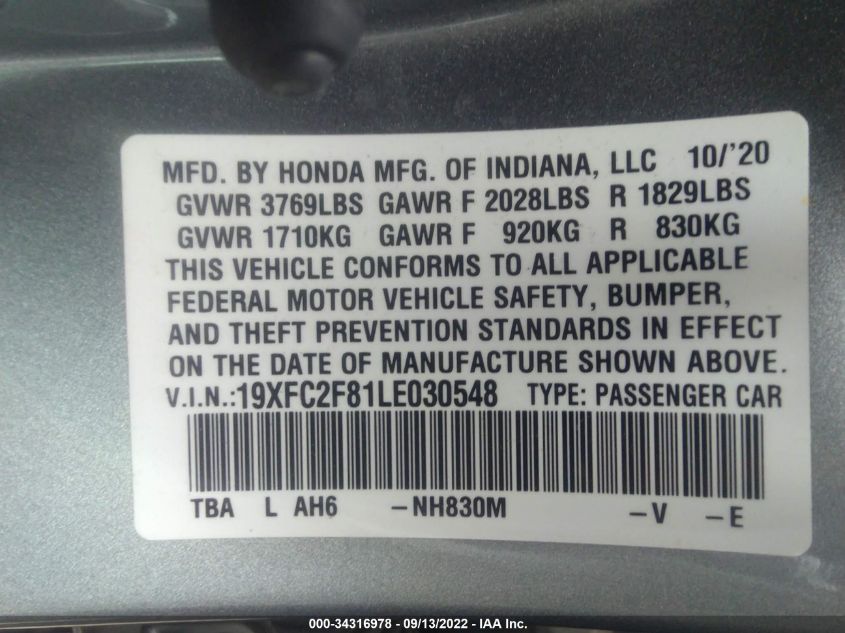 MFD. BY HONDA MFG. OF INDIANA, LLC 10/'20
GVWR 3769LBS GAWR F 2028LBS R 1829LBS
GVWR 1710KG GAWR F 920KG R 830KG
THIS VEHICLE CONFORMS TO ALL APPLICABLE
FEDERAL MOTOR VEHICLE SAFETY, BUMPER,
AND THEFT PREVENTION STANDARDS IN EFFECT
ON THE DATE OF MANUFACTURE SHOWN ABOVE.
V.I.N.:19XFC2F81LE030548 TYPE: PASSENGER CAR
TBA L AH6 –NH830M –V –E
000-34316978 - 09/13/2022 - IAA Inc.